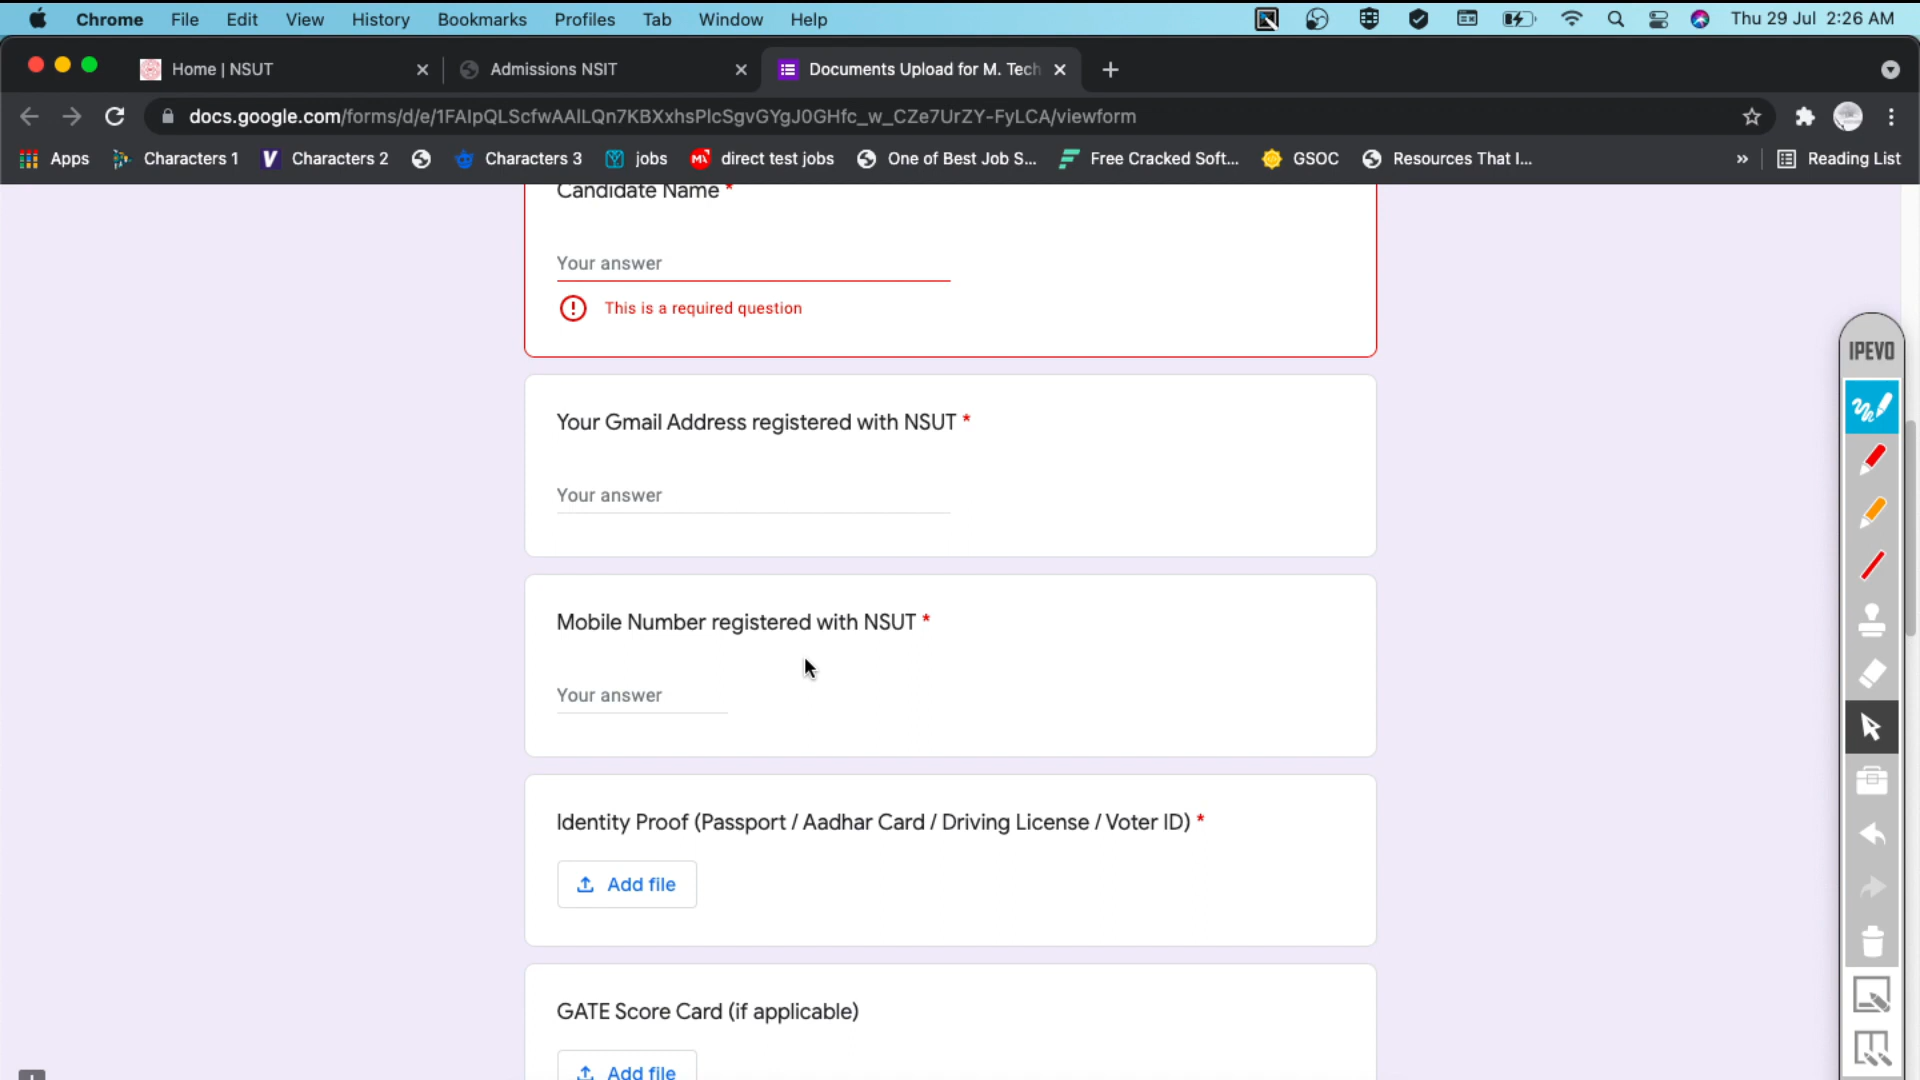 Chrome File Edit View History Bookmarks Profiles Tab Window Help Thu 29 Jul 2:26 AM
Home | NSUT Admissions NSIT Documents Upload for M. Tech
docs.google.com/forms/d/e/1FAIpQLScfwAAlLQn7KBXxhsPlcSgvGYgJ0GHfc_w_CZe7UrZY-FyLCA/viewform
Apps Characters 1 Characters 2 Characters 3 jobs direct test jobs One of Best Job S... Free Cracked Soft... GSOC Resources That I... » Reading List
Candidate Name *
Your answer
This is a required question
IPEVO
Your Gmail Address registered with NSUT *
Your answer
Mobile Number registered with NSUT *
Your answer
Identity Proof (Passport / Aadhar Card / Driving License / Voter ID) *
Add file
GATE Score Card (if applicable)
Add file